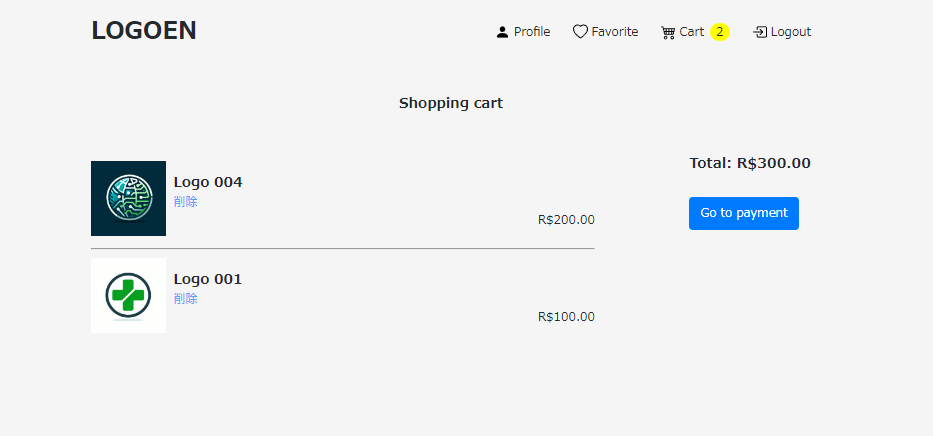 LOGOEN
Profile
Favorite
Cart 2
Logout
Shopping cart
Logo 004
削除
R$200.00
Logo 001
削除
R$100.00
Total: R$300.00
Go to payment